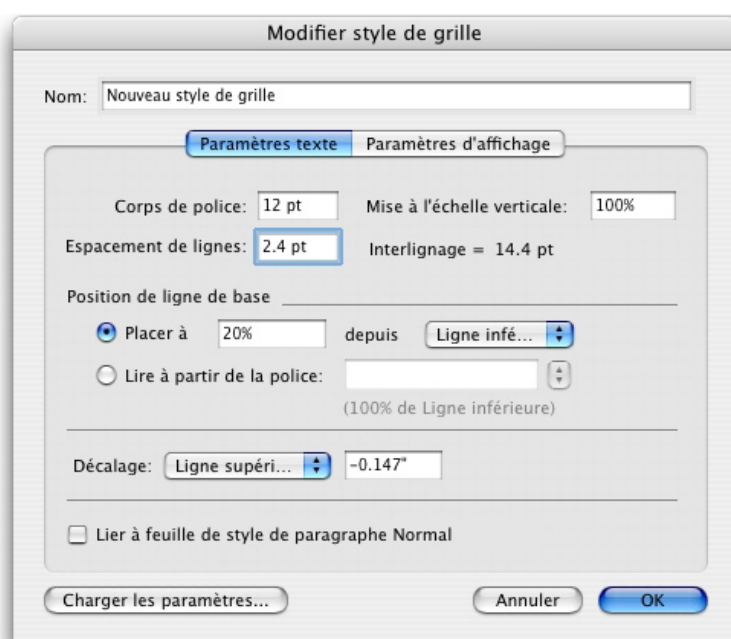 Modifier style de grille
Nom: Nouveau style de grille
Paramètres texte Paramètres d'affichage
Corps de police: 12 pt Mise à l'échelle verticale: 100%
Espacement de lignes: 2.4 pt Interlignage = 14.4 pt
Position de ligne de base
Placer à 20% depuis Ligne infé...
Lire à partir de la police:
(100% de Ligne inférieure)
Décalage: Ligne supéri... -0.147"
Lier à feuille de style de paragraphe Normal
Charger les paramètres... Annuler OK